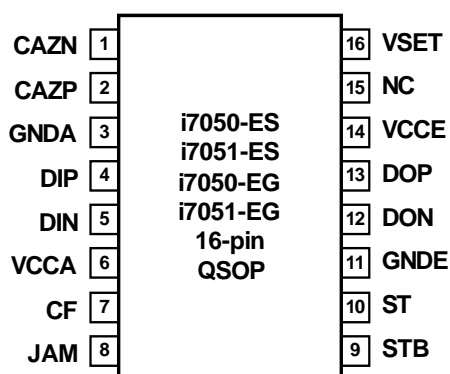 CAZN 1
CAZP 2
GNDA 3
DIP 4
DIN 5
VCCA 6
CF 7
JAM 8
i7050-ES
i7051-ES
i7050-EG
i7051-EG
16-pin
QSOP
16 VSET
15 NC
14 VCCE
13 DOP
12 DON
11 GNDE
10 ST
9 STB